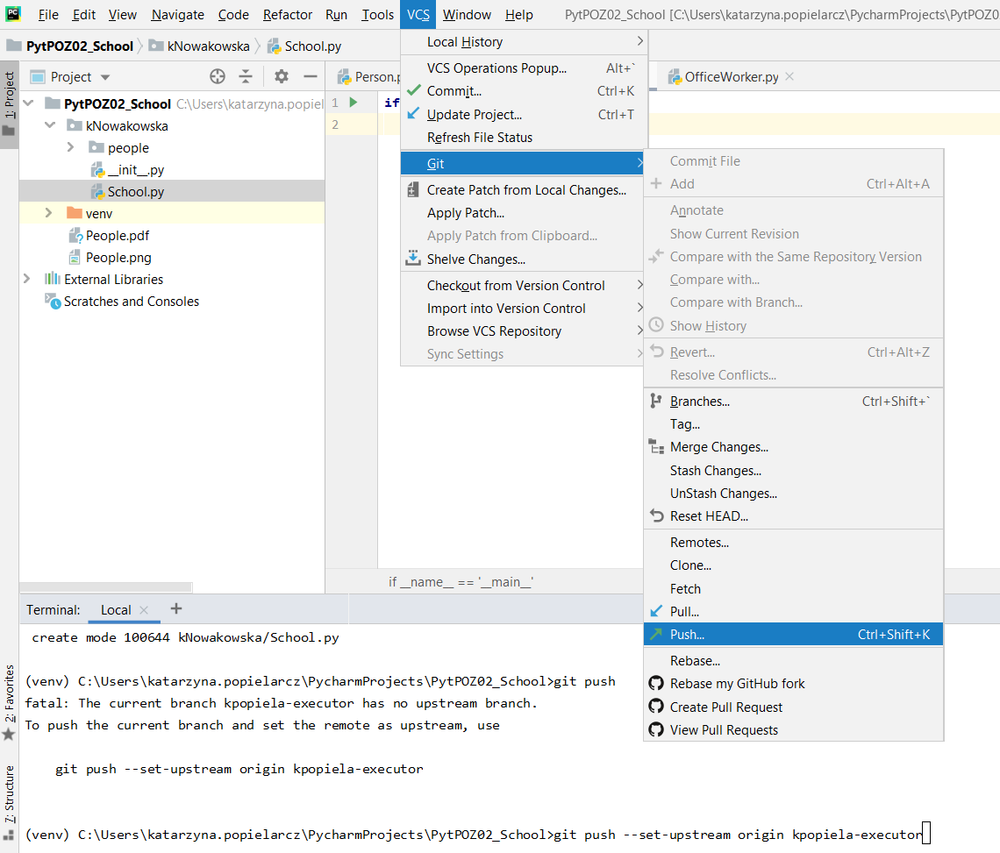 PC File Edit View Navigate Code Refactor Run Tools VCS Window Help PytPOZ02_School [C:\Users\katarzyna.popielarcz\PycharmProjects\PytPOZ0
PytPOZ02_School kNowakowska School.py
1: Project
Project
Person.p
OfficeWorker.py
PytPOZ02_School C:\Users\katarzyna.popiel
kNowakowska
people
__init__.py
School.py
venv
People.pdf
People.png
External Libraries
Scratches and Consoles
1 if
2
Local History
VCS Operations Popup... Alt+`
Commit... Ctrl+K
Update Project... Ctrl+T
Refresh File Status
Git
Create Patch from Local Changes...
Apply Patch...
Apply Patch from Clipboard...
Shelve Changes...
Checkout from Version Control
Import into Version Control
Browse VCS Repository
Sync Settings
Commit File
Add Ctrl+Alt+A
Annotate
Show Current Revision
Compare with the Same Repository Version
Compare with...
Compare with Branch...
Show History
Revert... Ctrl+Alt+Z
Resolve Conflicts...
Branches... Ctrl+Shift+`
Tag...
Merge Changes...
Stash Changes...
UnStash Changes...
Reset HEAD...
Remotes...
Clone...
Fetch
Pull...
Push... Ctrl+Shift+K
Rebase...
Rebase my GitHub fork
Create Pull Request
View Pull Requests
if __name__ == '__main__'
Terminal: Local
create mode 100644 kNowakowska/School.py
(venv) C:\Users\katarzyna.popielarcz\PycharmProjects\PytPOZ02_School>git push
fatal: The current branch kpopiela-executor has no upstream branch.
To push the current branch and set the remote as upstream, use
git push --set-upstream origin kpopiela-executor
(venv) C:\Users\katarzyna.popielarcz\PycharmProjects\PytPOZ02_School>git push --set-upstream origin kpopiela-executor
2: Favorites
7: Structure